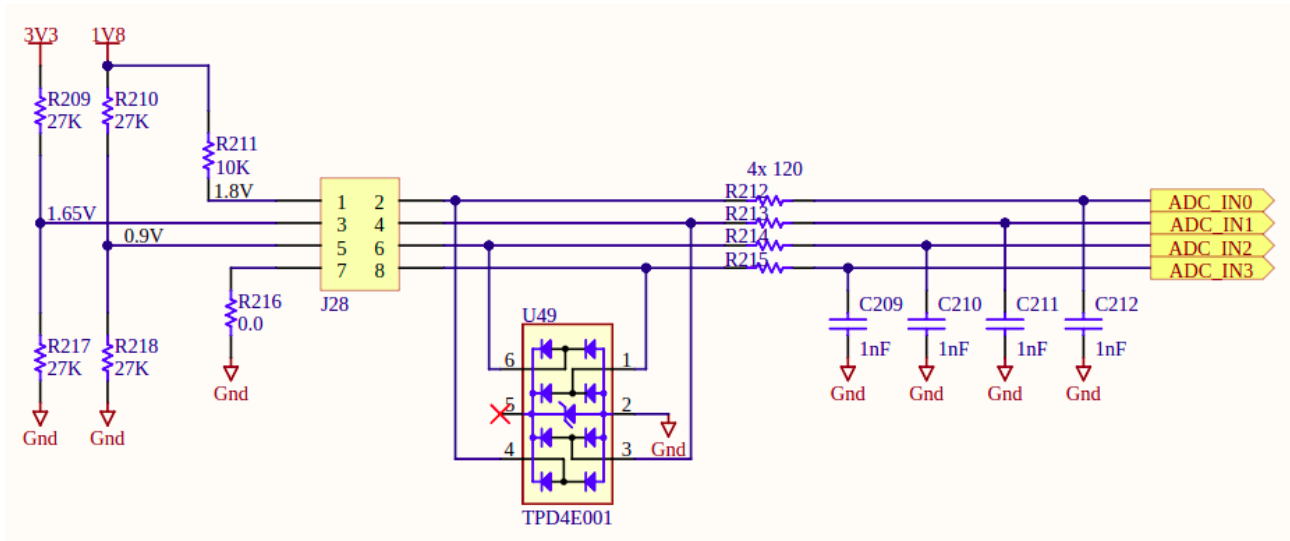 3V3
1V8
R209
27K
R210
27K
R211
10K
1.8V
1.65V
0.9V
1 2
3 4
5 6
7 8
J28
R216
0.0
Gnd
R217
27K
Gnd
R218
27K
Gnd
4x 120
R212
R213
R214
R215
ADC_IN0
ADC_IN1
ADC_IN2
ADC_IN3
U49
6 1
5 2
4 3
Gnd
TPD4E001
C209
1nF
Gnd
C210
1nF
Gnd
C211
1nF
Gnd
C212
1nF
Gnd